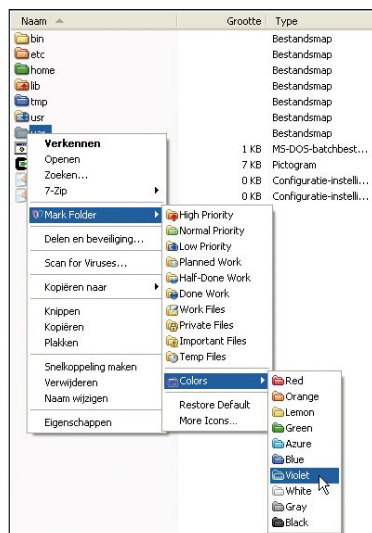 Naam Grootte Type
bin Bestandsmap
etc Bestandsmap
home Bestandsmap
lib Bestandsmap
tmp Bestandsmap
usr Bestandsmap
Bestandsmap
1 KB MS-DOS-batchbest...
7 KB Pictogram
0 KB Configuratie-instelli...
0 KB Configuratie-instelli...
Verkennen
Openen
Zoeken...
7-Zip
Mark Folder
Delen en beveiliging...
Scan for Viruses...
Kopiëren naar
Knippen
Kopiëren
Plakken
Snelkoppeling maken
Verwijderen
Naam wijzigen
Eigenschappen
High Priority
Normal Priority
Low Priority
Planned Work
Half-Done Work
Done Work
Work Files
Private Files
Important Files
Temp Files
Colors
Restore Default
More Icons...
Red
Orange
Lemon
Green
Azure
Blue
Violet
White
Gray
Black